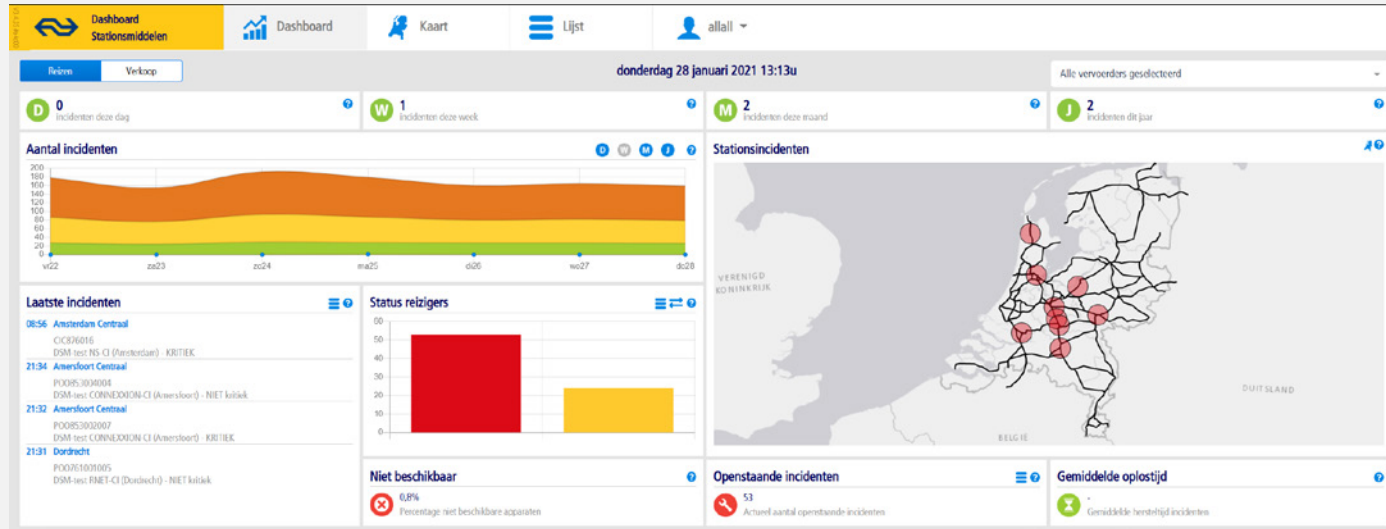 Dashboard
Stationsmiddelen
Dashboard
Kaart
Lijst
allall
Reizen
Verkoop
donderdag 28 januari 2021 13:13u
Alle vervoerders geselecteerd
D
0
incidenten deze dag
W
1
incidenten deze week
M
2
incidenten deze maand
J
2
incidenten dit jaar
Aantal incidenten
D W M J
200
180
160
140
120
100
80
60
40
20
0
vr22 za23 zo24 ma25 di26 wo27 do28
Laatste incidenten
08:56 Amsterdam Centraal
CIC876016
DSM-test NS-CI (Amsterdam) - KRITIEK
21:34 Amersfoort Centraal
POO853004004
DSM-test CONNEXXION-CI (Amersfoort) - NIET kritiek
21:32 Amersfoort Centraal
POO853002007
DSM-test CONNEXXION-CI (Amersfoort) - KRITIEK
21:31 Dordrecht
POO761001005
DSM-test RNET-CI (Dordrecht) - NIET kritiek
Status reizigers
60
50
40
30
20
10
0
Niet beschikbaar
0,8%
Percentage niet beschikbare apparaten
Stationsincidenten
VERENIGD
KONINKRIJK
DUITSLAND
BELGIË
Openstaande incidenten
53
Actueel aantal openstaande incidenten
Gemiddelde oplostijd
-
Gemiddelde hersteltijd incidenten